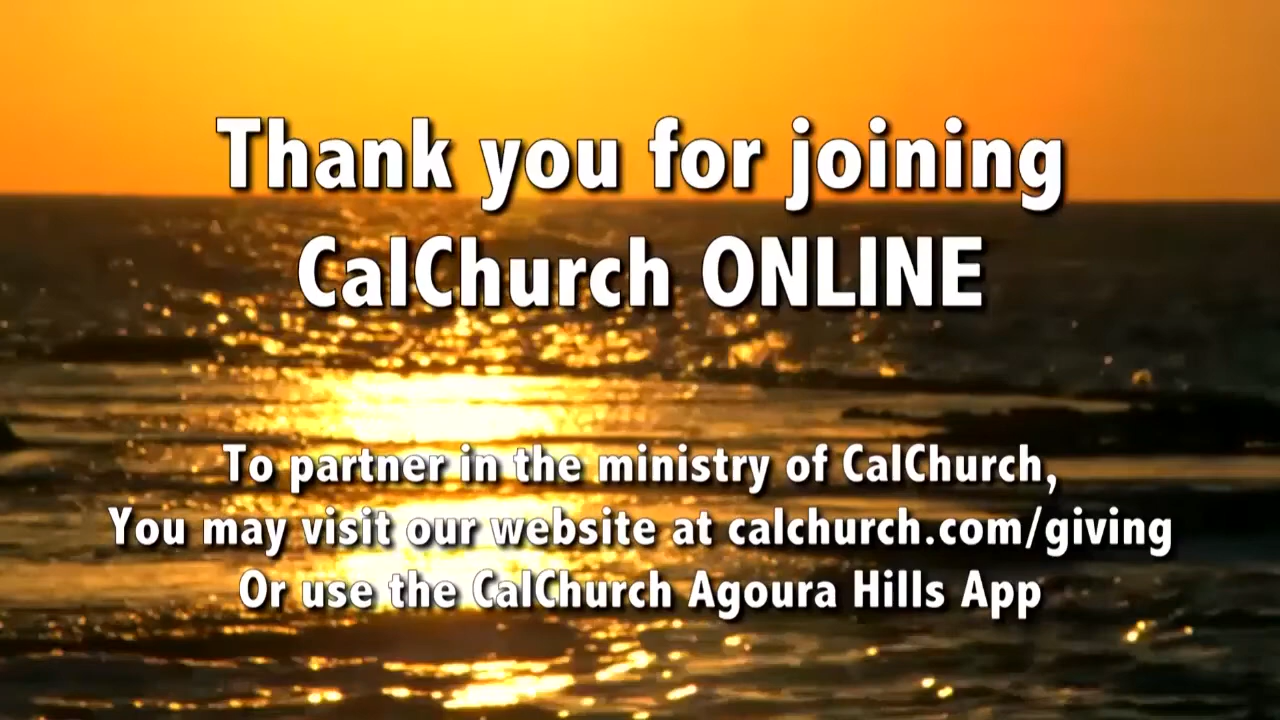 Thank you for joining
CalChurch ONLINE
To partner in the ministry of CalChurch,
You may visit our website at calchurch.com/giving
Or use the CalChurch Agoura Hills App